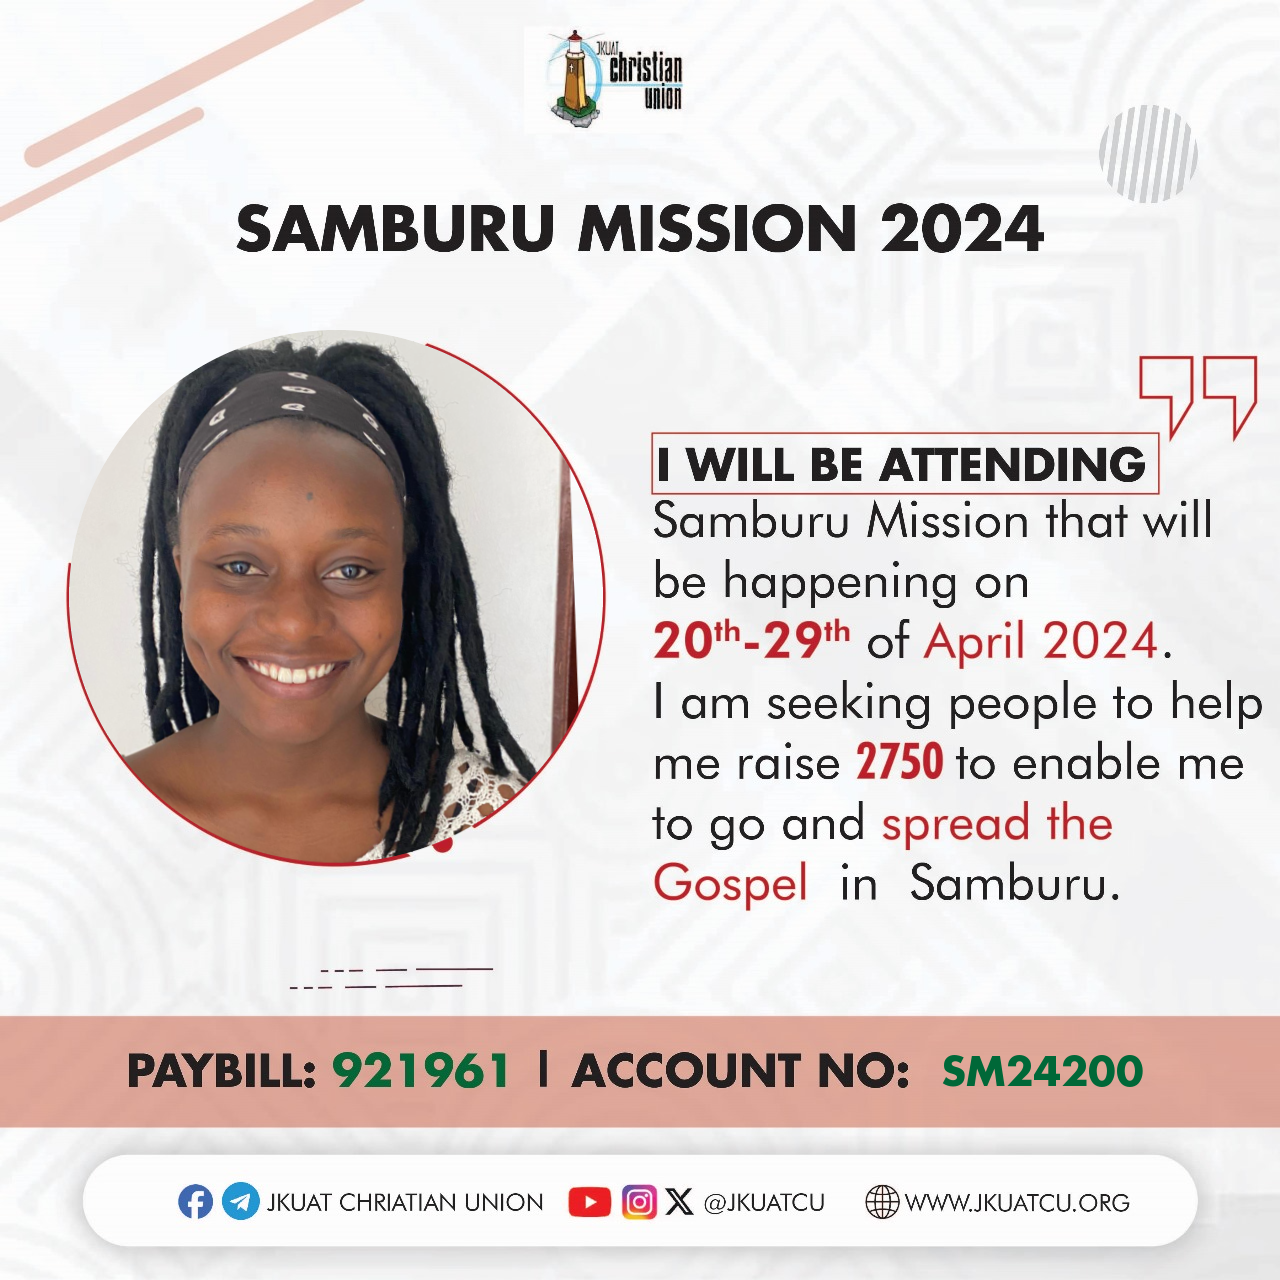 JKUAT
christian
union
SAMBURU MISSION 2024
I WILL BE ATTENDING
Samburu Mission that will
be happening on
20th-29th of April 2024.
I am seeking people to help
me raise 2750 to enable me
to go and spread the
Gospel in Samburu.
PAYBILL: 921961 | ACCOUNT NO: SM24200
JKUAT CHRIATIAN UNION @JKUATCU WWW.JKUATCU.ORG